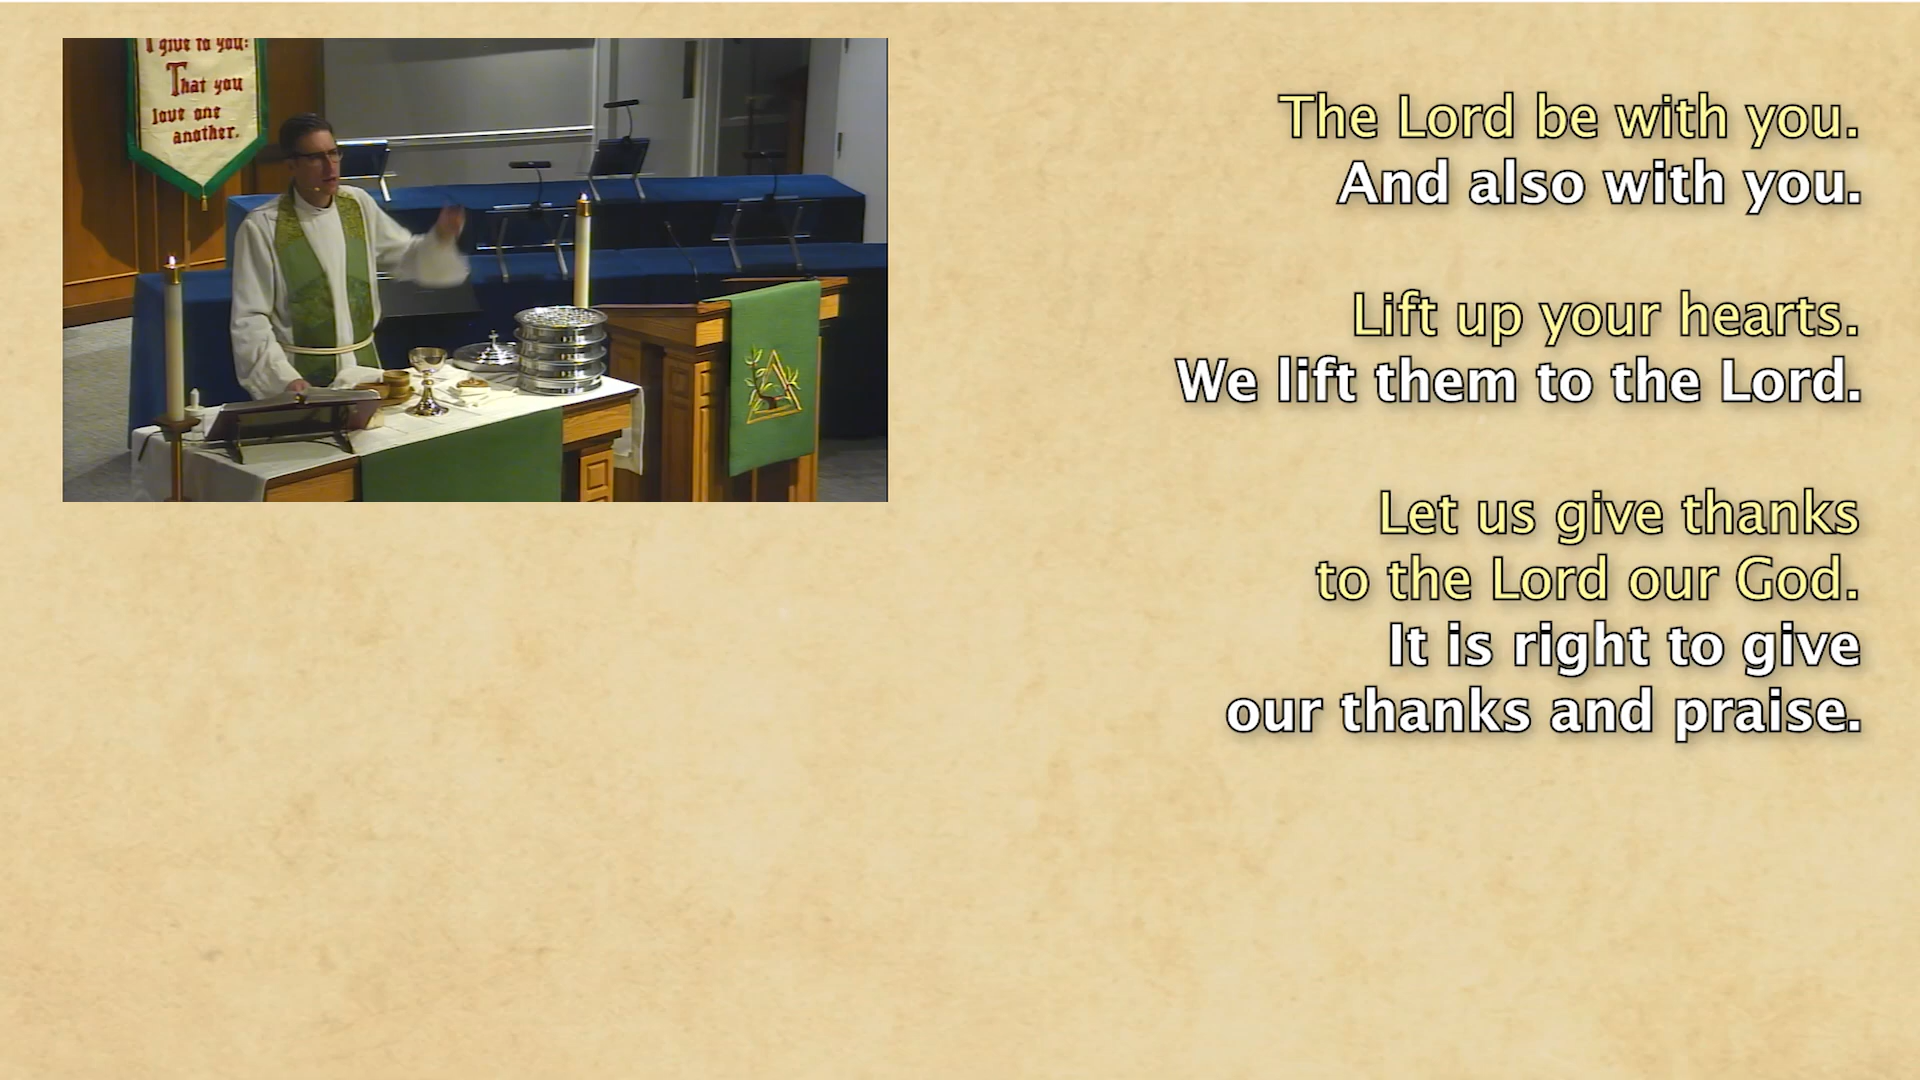 I give to you:
That you
love one
another.
The Lord be with you.
And also with you.
Lift up your hearts.
We lift them to the Lord.
Let us give thanks
to the Lord our God.
It is right to give
our thanks and praise.